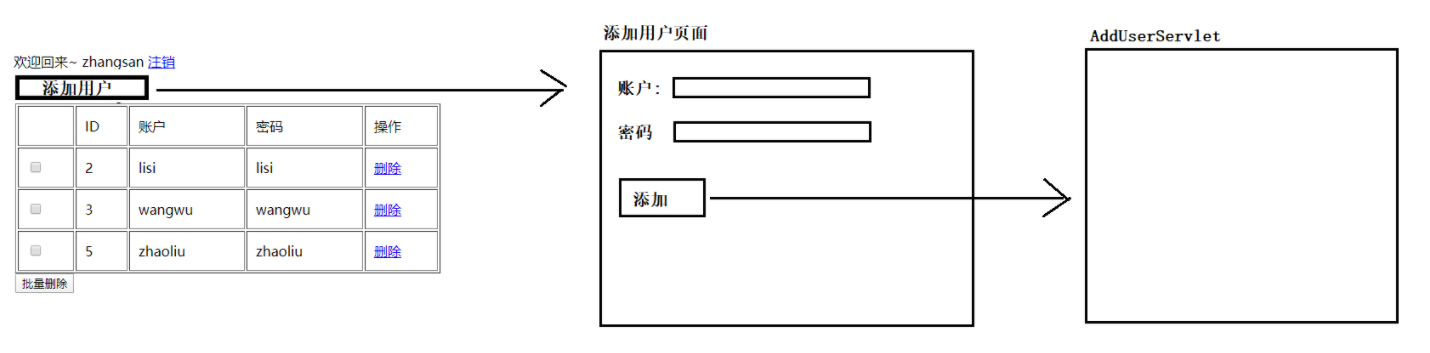 欢迎回来~ zhangsan 注销
添加用户
ID 账户 密码 操作
2 lisi lisi 删除
3 wangwu wangwu 删除
5 zhaoliu zhaoliu 删除
批量删除
添加用户页面
账户:
密码
添加
AddUserServlet